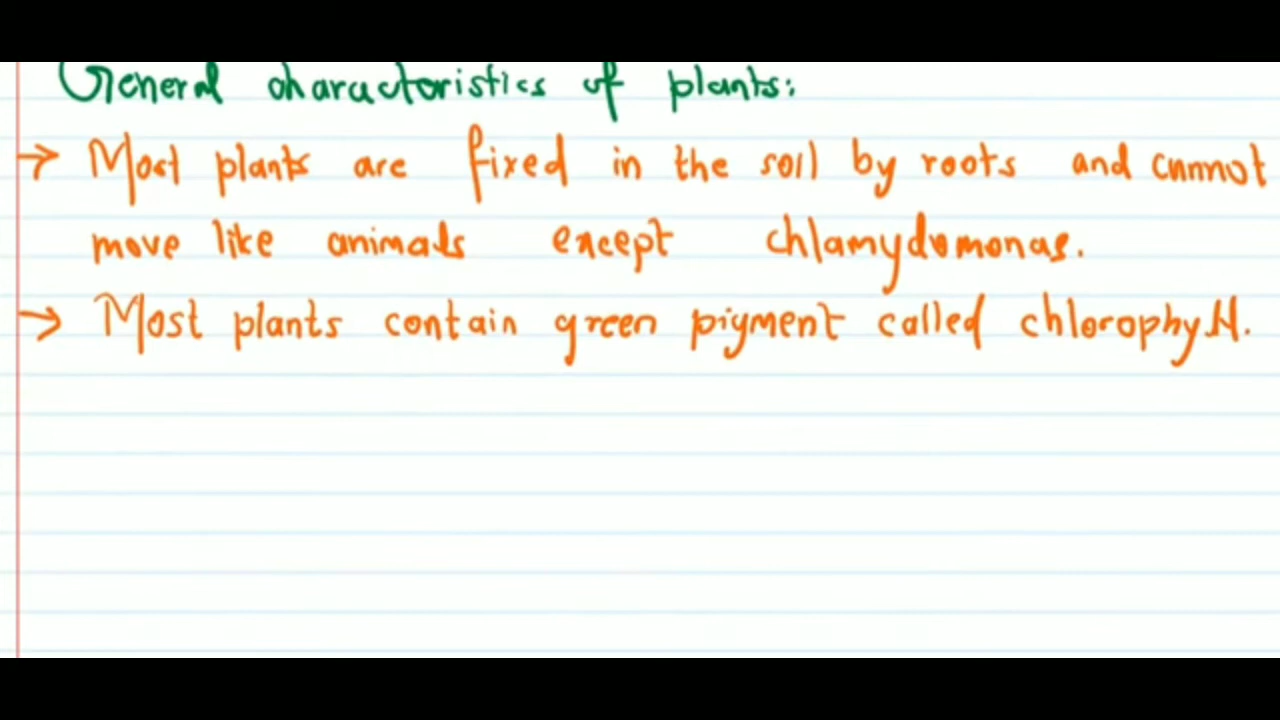 General characteristics of plants:
→ Most plants are fixed in the soil by roots and cannot
move like animals except chlamydomonas.
→ Most plants contain green pigment called chlorophyll.